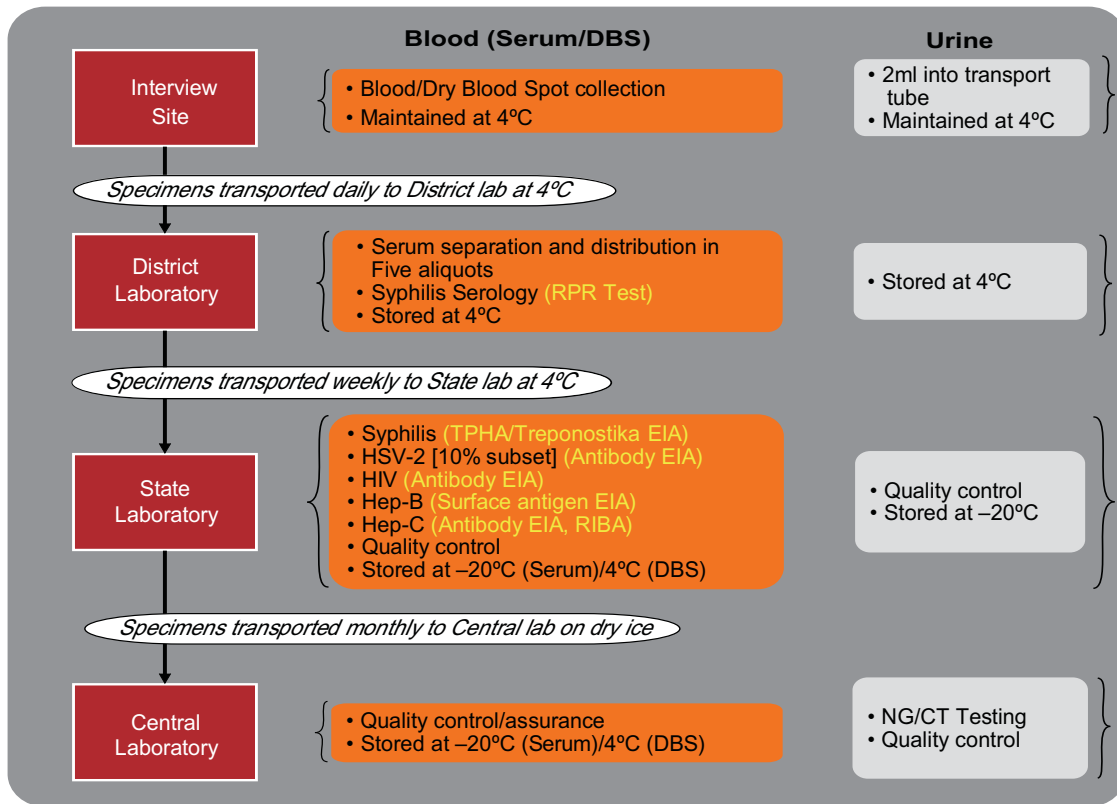 Blood (Serum/DBS)
Urine
Interview
Site
• Blood/Dry Blood Spot collection
• Maintained at 4ºC
• 2ml into transport
tube
• Maintained at 4ºC
Specimens transported daily to District lab at 4ºC
District
Laboratory
• Serum separation and distribution in
Five aliquots
• Syphilis Serology (RPR Test)
• Stored at 4ºC
• Stored at 4ºC
Specimens transported weekly to State lab at 4ºC
State
Laboratory
• Syphilis (TPHA/Treponostika EIA)
• HSV-2 [10% subset] (Antibody EIA)
• HIV (Antibody EIA)
• Hep-B (Surface antigen EIA)
• Hep-C (Antibody EIA, RIBA)
• Quality control
• Stored at –20ºC (Serum)/4ºC (DBS)
• Quality control
• Stored at –20ºC
Specimens transported monthly to Central lab on dry ice
Central
Laboratory
• Quality control/assurance
• Stored at –20ºC (Serum)/4ºC (DBS)
• NG/CT Testing
• Quality control